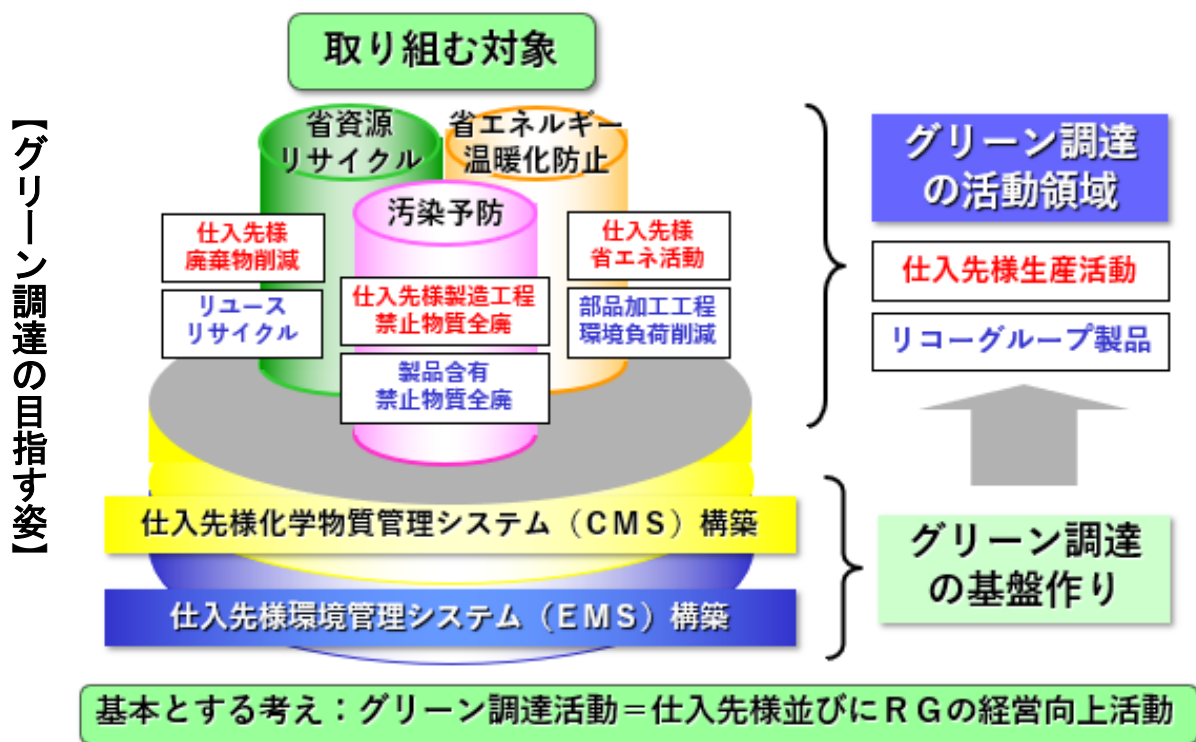 【グリーン調達の目指す姿】
取り組む対象
省資源
リサイクル
省エネルギー
温暖化防止
汚染予防
仕入先様
廃棄物削減
リユース
リサイクル
仕入先様製造工程
禁止物質全廃
製品含有
禁止物質全廃
仕入先様
省エネ活動
部品加工工程
環境負荷削減
グリーン調達
の活動領域
仕入先様生産活動
リコーグループ製品
仕入先様化学物質管理システム（CMS）構築
仕入先様環境管理システム（EMS）構築
グリーン調達
の基盤作り
基本とする考え：グリーン調達活動＝仕入先様並びにRGの経営向上活動